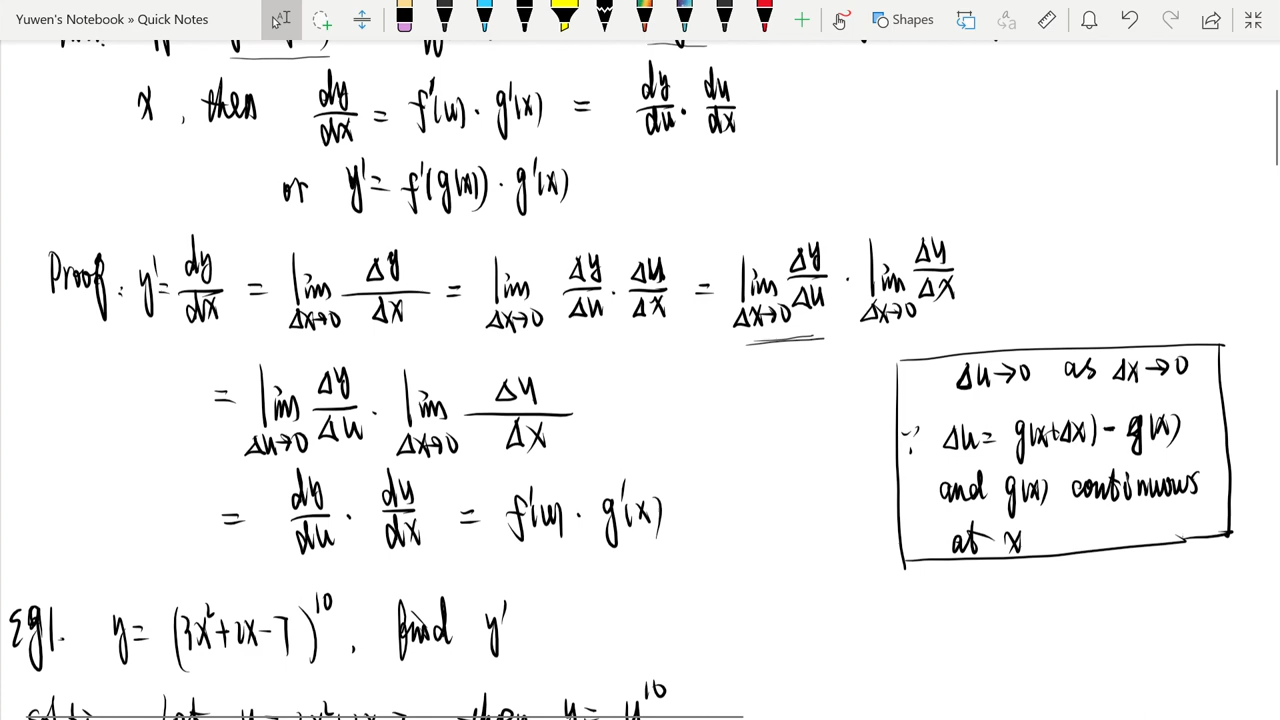 Yuwen's Notebook » Quick Notes
Shapes
x, then dy/dx = f'(u) · g'(x) = dy/du · du/dx
or y' = f'(g(x)) · g'(x)
Proof: y' = dy/dx = lim Δx→0 Δy/Δx = lim Δx→0 Δy/Δu · Δu/Δx = lim Δx→0 Δy/Δu · lim Δx→0 Δu/Δx
= lim Δu→0 Δy/Δu · lim Δx→0 Δu/Δx
Δu→0 as Δx→0
∵ Δu = g(x+Δx) - g(x)
and g(x) continuous
at x
= dy/du · du/dx = f'(u) · g'(x)
Eg1. y = (3x²+2x-7)^10, find y'